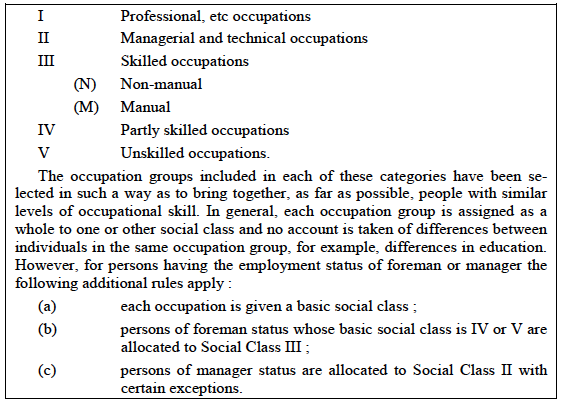 I Professional, etc occupations
II Managerial and technical occupations
III Skilled occupations
(N) Non-manual
(M) Manual
IV Partly skilled occupations
V Unskilled occupations.
The occupation groups included in each of these categories have been se-
lected in such a way as to bring together, as far as possible, people with similar
levels of occupational skill. In general, each occupation group is assigned as a
whole to one or other social class and no account is taken of differences between
individuals in the same occupation group, for example, differences in education.
However, for persons having the employment status of foreman or manager the
following additional rules apply :
(a) each occupation is given a basic social class ;
(b) persons of foreman status whose basic social class is IV or V are
allocated to Social Class III ;
(c) persons of manager status are allocated to Social Class II with
certain exceptions.